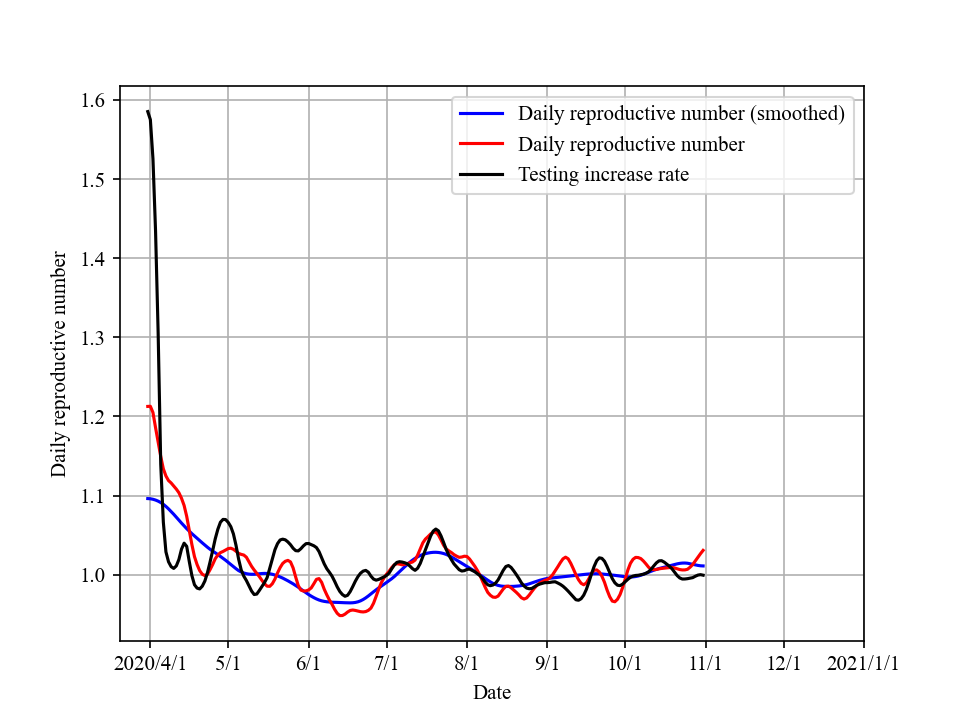 Daily reproductive number (smoothed)
Daily reproductive number
Testing increase rate
1.6
1.5
1.4
1.3
1.2
1.1
1.0
Daily reproductive number
2020/4/1 5/1 6/1 7/1 8/1 9/1 10/1 11/1 12/1 2021/1/1
Date